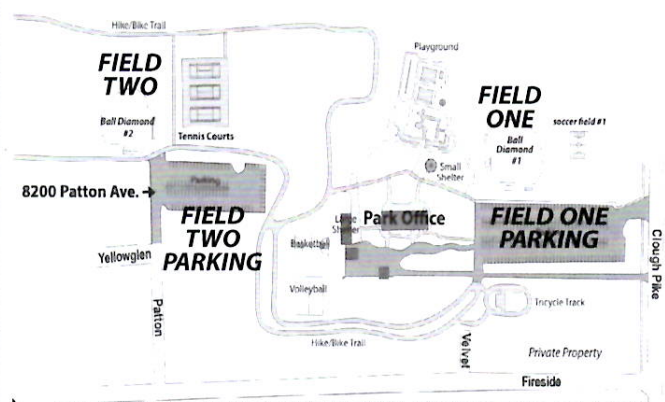 Hike/Bike Trail
Playground
FIELD
TWO
FIELD
ONE
Ball Diamond
#2
Tennis Courts
Ball
Diamond
#1
soccer field #1
Small
Shelter
Parking
8200 Patton Ave.
FIELD
TWO
PARKING
Large
Shelter
Park Office
FIELD ONE
PARKING
Basketball
Yellowglen
Clough Pike
Volleyball
Patton
Tricycle Track
Hike/Bike Trail
Velvet
Private Property
Fireside